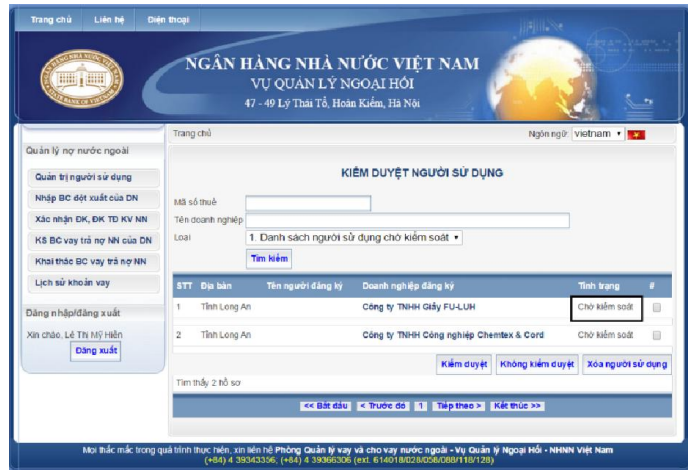 Trang chủ Liên hệ Điện thoại
NGÂN HÀNG NHÀ NƯỚC VIỆT NAM
VỤ QUẢN LÝ NGOẠI HỐI
47 - 49 Lý Thái Tổ, Hoàn Kiếm, Hà Nội
Trang chủ
Ngôn ngữ: vietnam
Quản lý nợ nước ngoài
Quản trị người sử dụng
Nhập BC đột xuất của DN
Xác nhận ĐK, ĐK TĐ KV NN
KS BC vay trả nợ NN của DN
Khai thác BC vay trả nợ NN
Lịch sử khoản vay
Đăng nhập/đăng xuất
Xin chào, Lê Thị Mỹ Hiền
Đăng xuất
KIỂM DUYỆT NGƯỜI SỬ DỤNG
Mã số thuế
Tên doanh nghiệp
Loại 1. Danh sách người sử dụng chờ kiểm soát
Tìm kiếm
STT Địa bàn Tên người đăng ký Doanh nghiệp đăng ký Tình trạng #
1 Tỉnh Long An Công ty TNHH Giấy FU-LUH Chờ kiểm soát
2 Tỉnh Long An Công ty TNHH Công nghiệp Chemtex & Cord Chờ kiểm soát
Kiểm duyệt Không kiểm duyệt Xóa người sử dụng
Tìm thấy 2 hồ sơ
<< Bắt đầu < Trước đó 1 Tiếp theo > Kết thúc >>
Mọi thắc mắc trong quá trình thực hiện, xin liên hệ Phòng Quản lý vay và cho vay nước ngoài - Vụ Quản lý Ngoại Hối - NHNN Việt Nam
(+84) 4 39343356, (+84) 4 39366306 (ext. 614018/028/058/088/118/128)